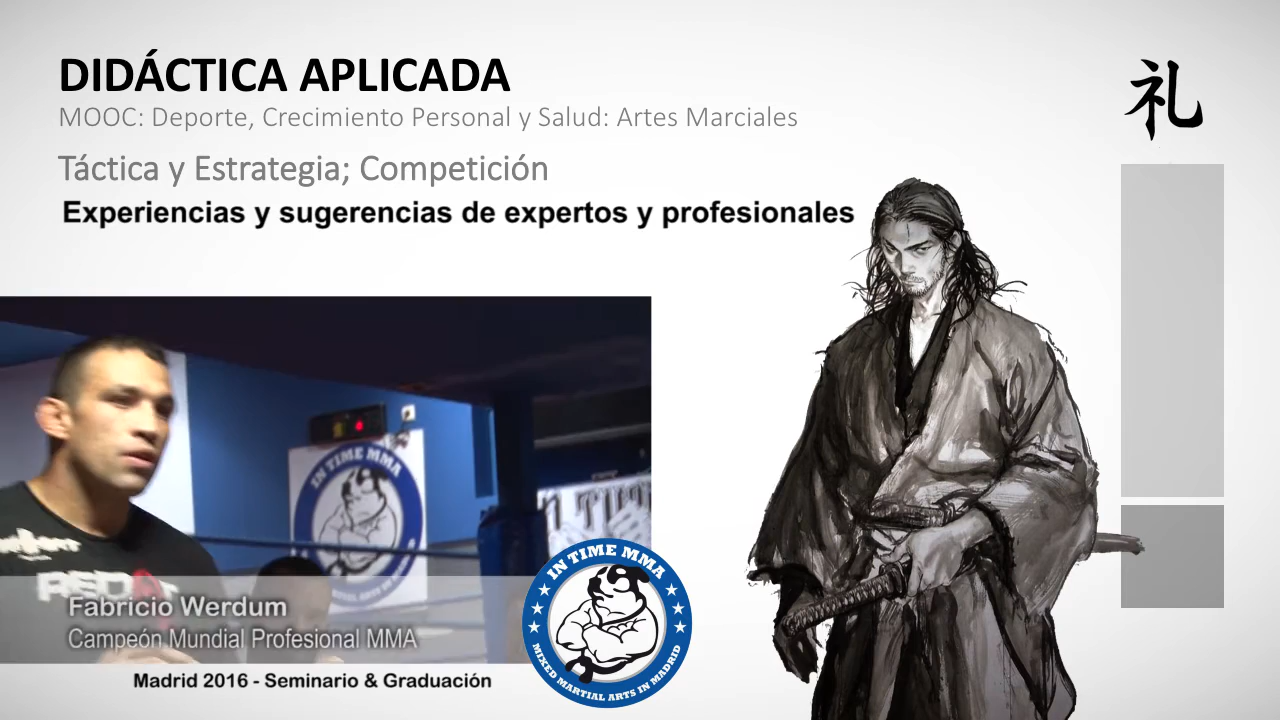 DIDÁCTICA APLICADA
MOOC: Deporte, Crecimiento Personal y Salud: Artes Marciales
Táctica y Estrategia; Competición
Experiencias y sugerencias de expertos y profesionales
礼
IN TIME MMA
Fabricio Werdum
Campeón Mundial Profesional MMA
IN TIME MMA
MIXED MARTIAL ARTS IN MADRID
Madrid 2016 - Seminario & Graduación